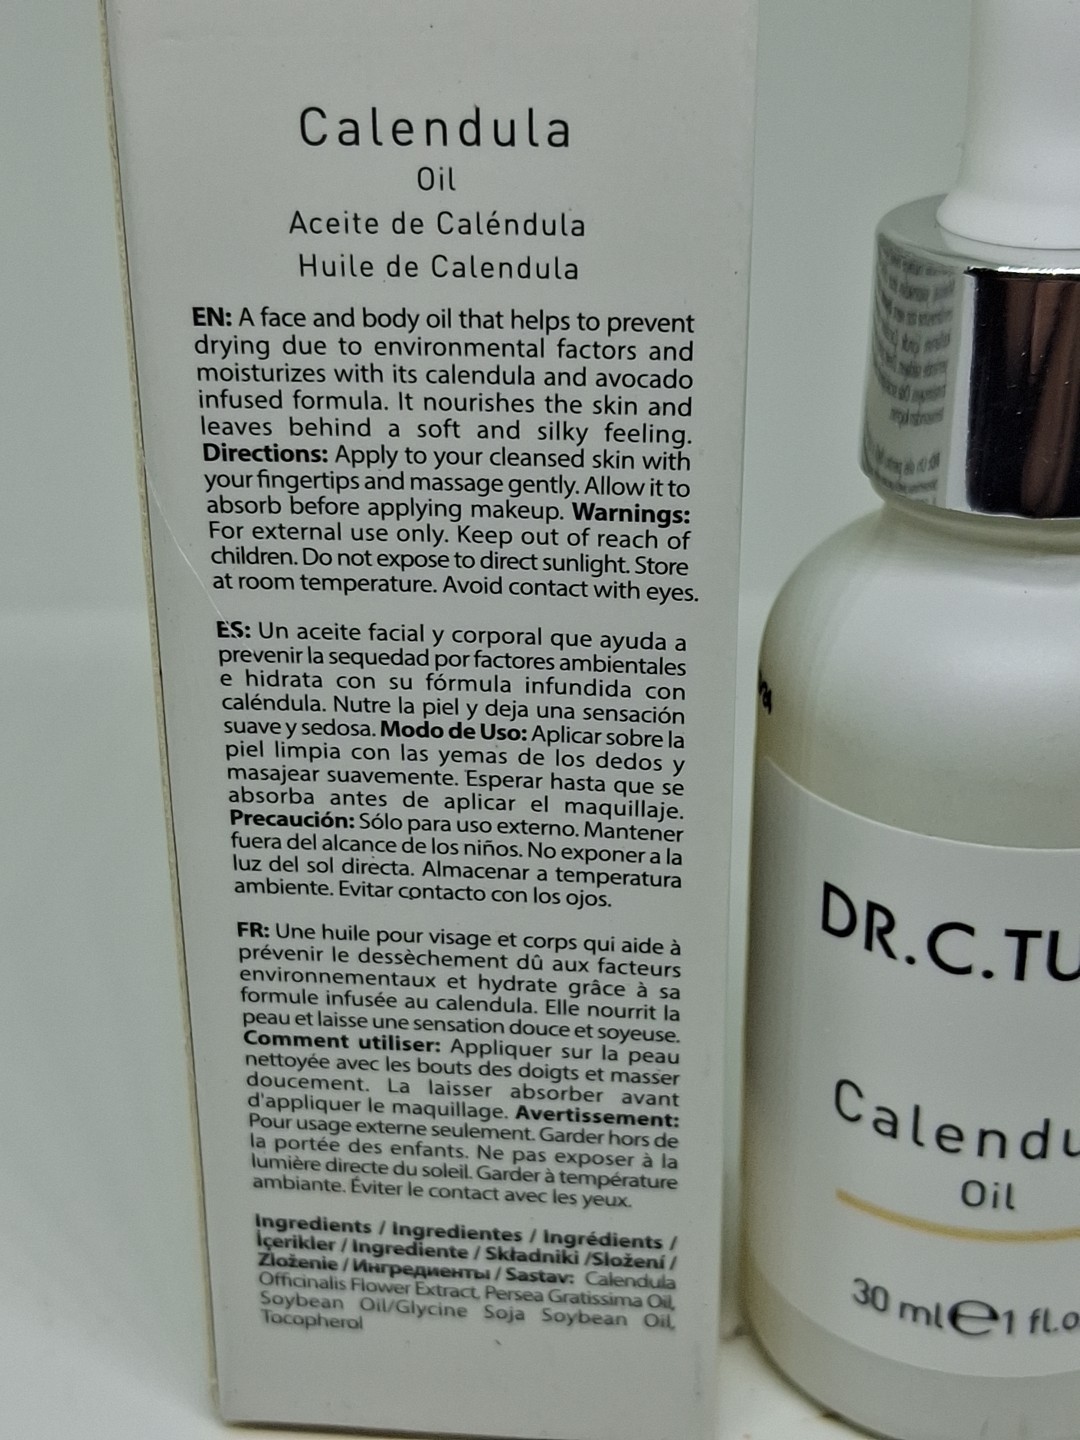 Calendula
Oil
Aceite de Caléndula
Huile de Calendula
EN: A face and body oil that helps to prevent
drying due to environmental factors and
moisturizes with its calendula and avocado
infused formula. It nourishes the skin and
leaves behind a soft and silky feeling.
Directions: Apply to your cleansed skin with
your fingertips and massage gently. Allow it to
absorb before applying makeup. Warnings:
For external use only. Keep out of reach of
children. Do not expose to direct sunlight. Store
at room temperature. Avoid contact with eyes.
ES: Un aceite facial y corporal que ayuda a
prevenir la sequedad por factores ambientales
e hidrata con su fórmula infundida con
caléndula. Nutre la piel y deja una sensación
suave y sedosa. Modo de Uso: Aplicar sobre la
piel limpia con las yemas de los dedos y
masajear suavemente. Esperar hasta que se
absorba antes de aplicar el maquillaje.
Precaución: Sólo para uso externo. Mantener
fuera del alcance de los niños. No exponer a la
luz del sol directa. Almacenar a temperatura
ambiente. Evitar contacto con los ojos.
FR: Une huile pour visage et corps qui aide à
prévenir le dessèchement dû aux facteurs
environnementaux et hydrate grâce à sa
formule infusée au calendula. Elle nourrit la
peau et laisse une sensation douce et soyeuse.
Comment utiliser: Appliquer sur la peau
nettoyée avec les bouts des doigts et masser
doucement. La laisser absorber avant
d'appliquer le maquillage. Avertissement:
Pour usage externe seulement. Garder hors de
la portée des enfants. Ne pas exposer à la
lumière directe du soleil. Garder à température
ambiante. Éviter le contact avec les yeux.
Ingredients / Ingredientes / Ingrédients /
İçerikler / Ingrediente / Składniki /Složení /
Zloženie / Ингредиенты / Sastav: Calendula
Officinalis Flower Extract, Persea Gratissima Oil,
Soybean Oil/Glycine Soja Soybean Oil,
Tocopherol
DR.C.TU
Calendu
Oil
30 ml e 1 fl.o